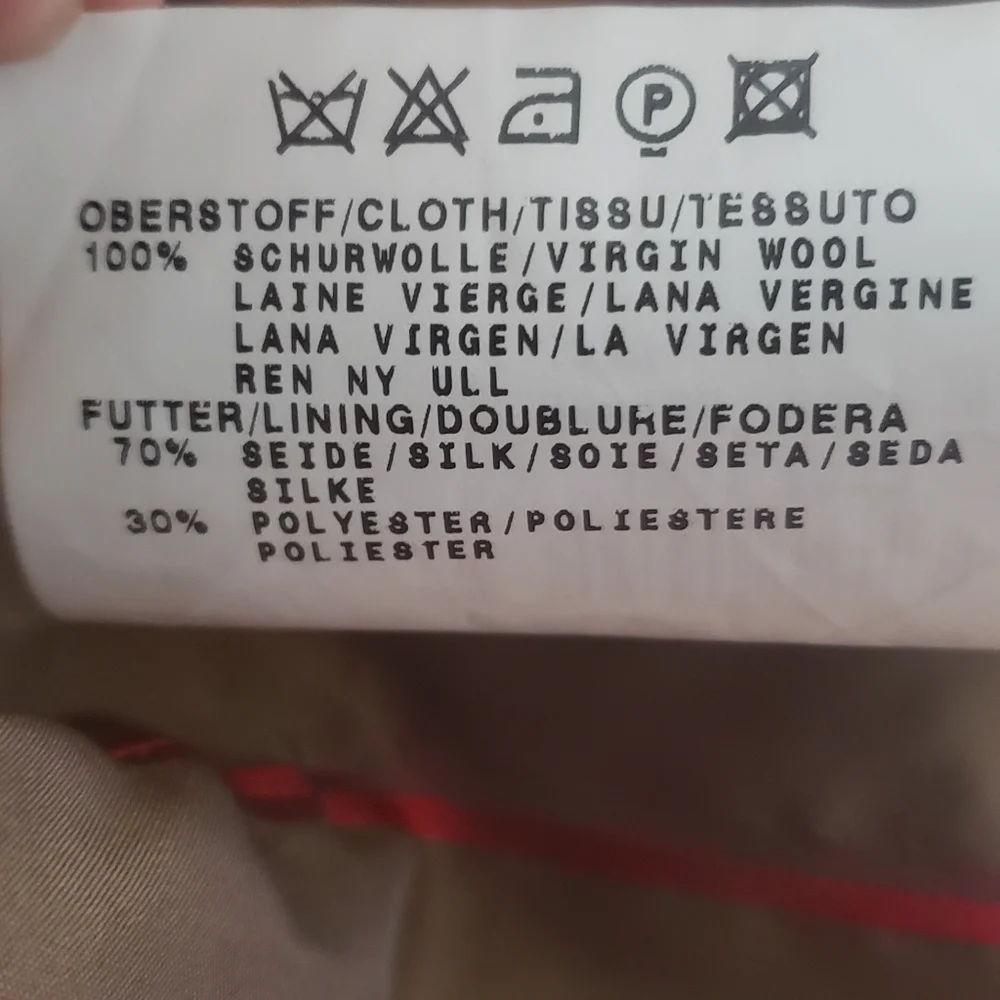 P
OBERSTOFF/CLOTH/TISSU/TESSUTO
100% SCHURWOLLE/VIRGIN WOOL
LAINE VIERGE/LANA VERGINE
LANA VIRGEN/LA VIRGEN
REN NY ULL
FUTTER/LINING/DOUBLURE/FODERA
70% SEIDE/SILK/SOIE/SETA/SEDA
SILKE
30% POLYESTER/POLIESTERE
POLIESTER